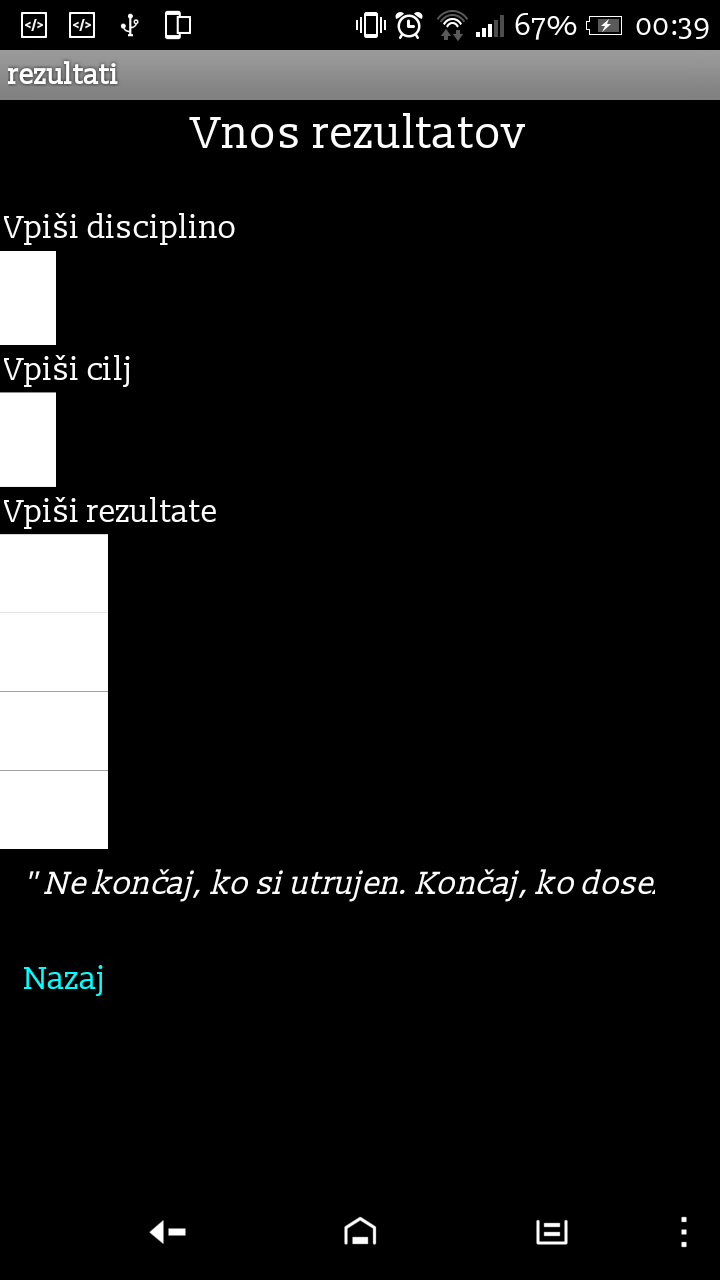 67% 00:39
rezultati
Vnos rezultatov
Vpiši disciplino
Vpiši cilj
Vpiši rezultate
" Ne končaj, ko si utrujen. Končaj, ko dose
Nazaj